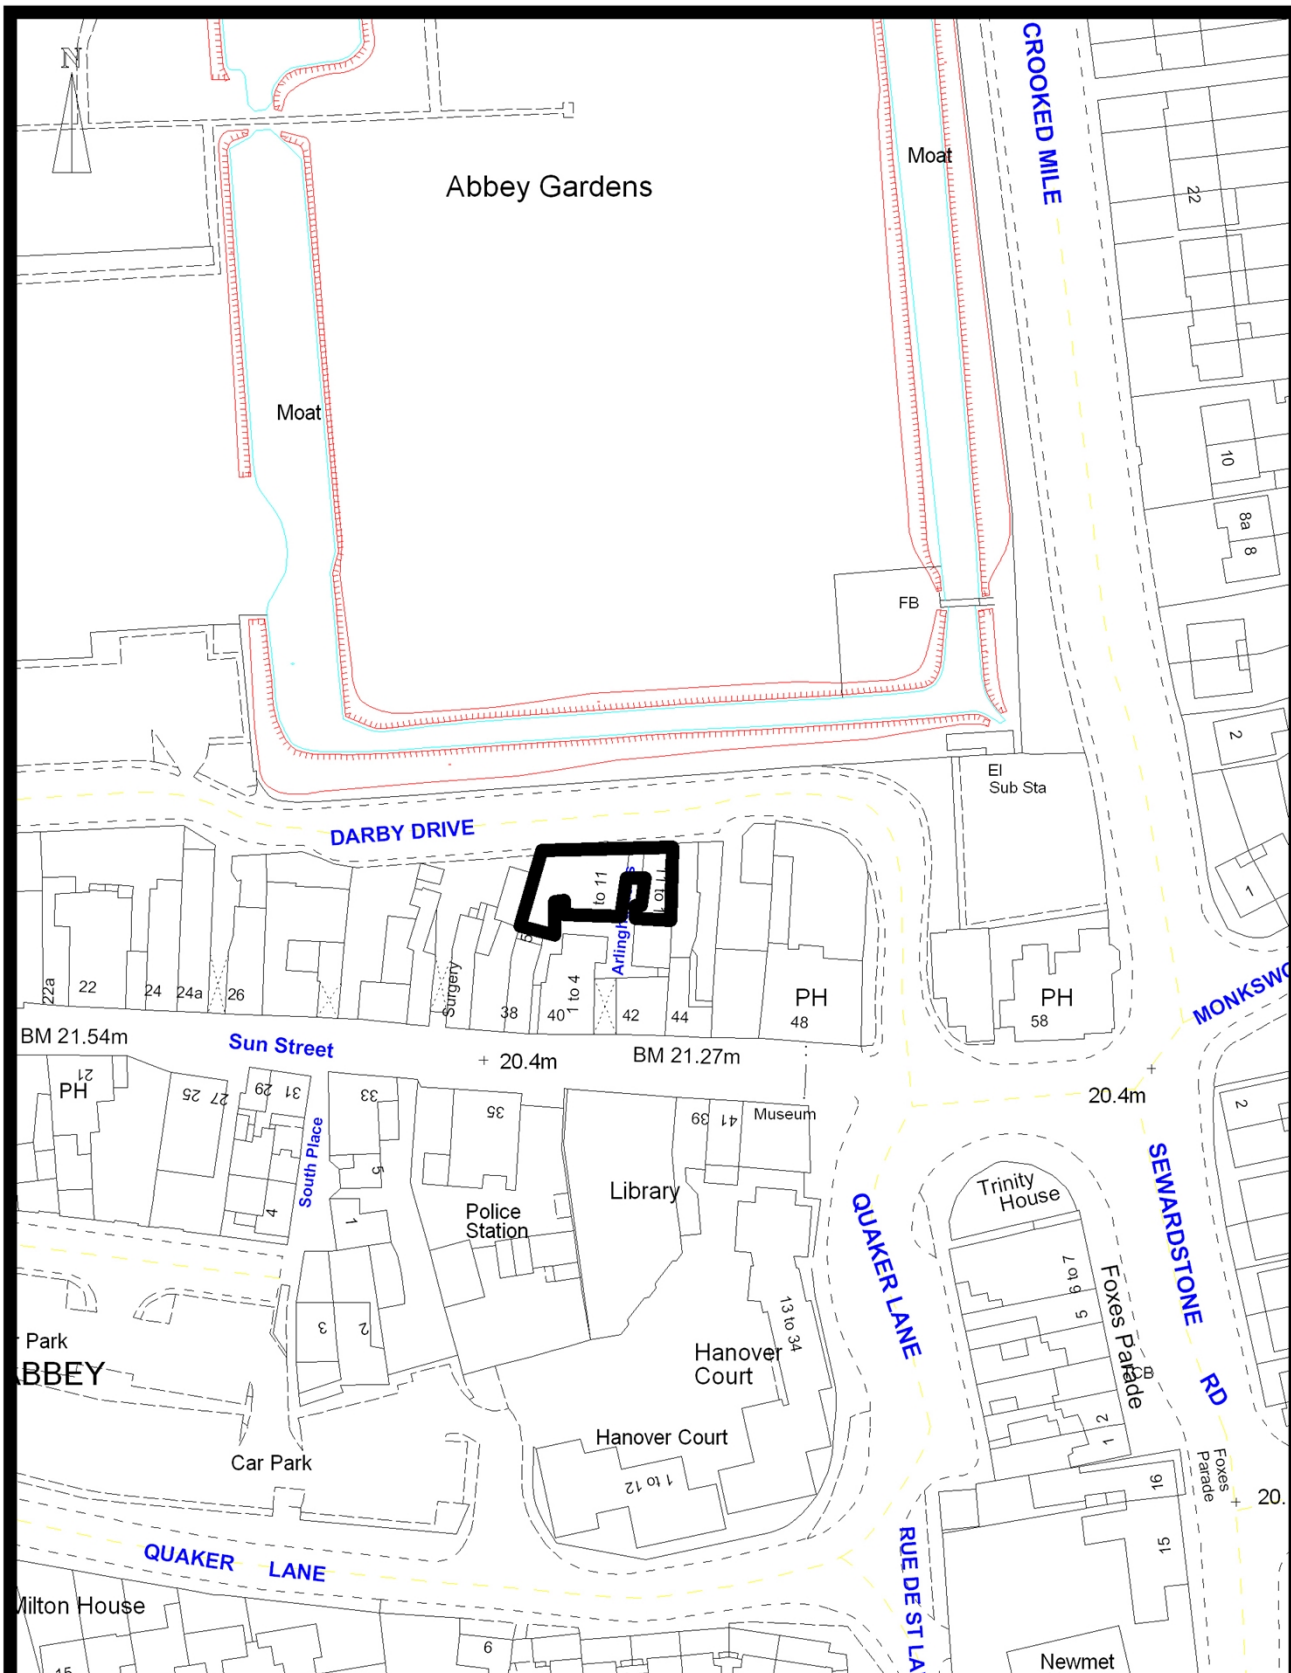 N
CROOKED MILE
Moat
Abbey Gardens
22
Moat
10
8a
8
FB
2
El
Sub Sta
DARBY DRIVE
1
to 11
Surgery
1 to 4
22a
22
24
24a
26
38
40
42
44
PH
48
PH
58
BM 21.54m
Sun Street
20.4m
BM 21.27m
20.4m
21
PH
25
27
29
31
33
35
39
41
Museum
2
South Place
5
4
1
Police
Station
Library
Trinity
House
QUAKER LANE
SEWARDSTONE
RD
6 to 7
5
Foxes Parade
3
2
13 to 34
Hanover
Court
Park
2
1
Hanover Court
1 to 12
Car Park
Foxes
Parade
16
15
20.
QUAKER LANE
RUE DE ST LA
Milton House
6
15
Newmet